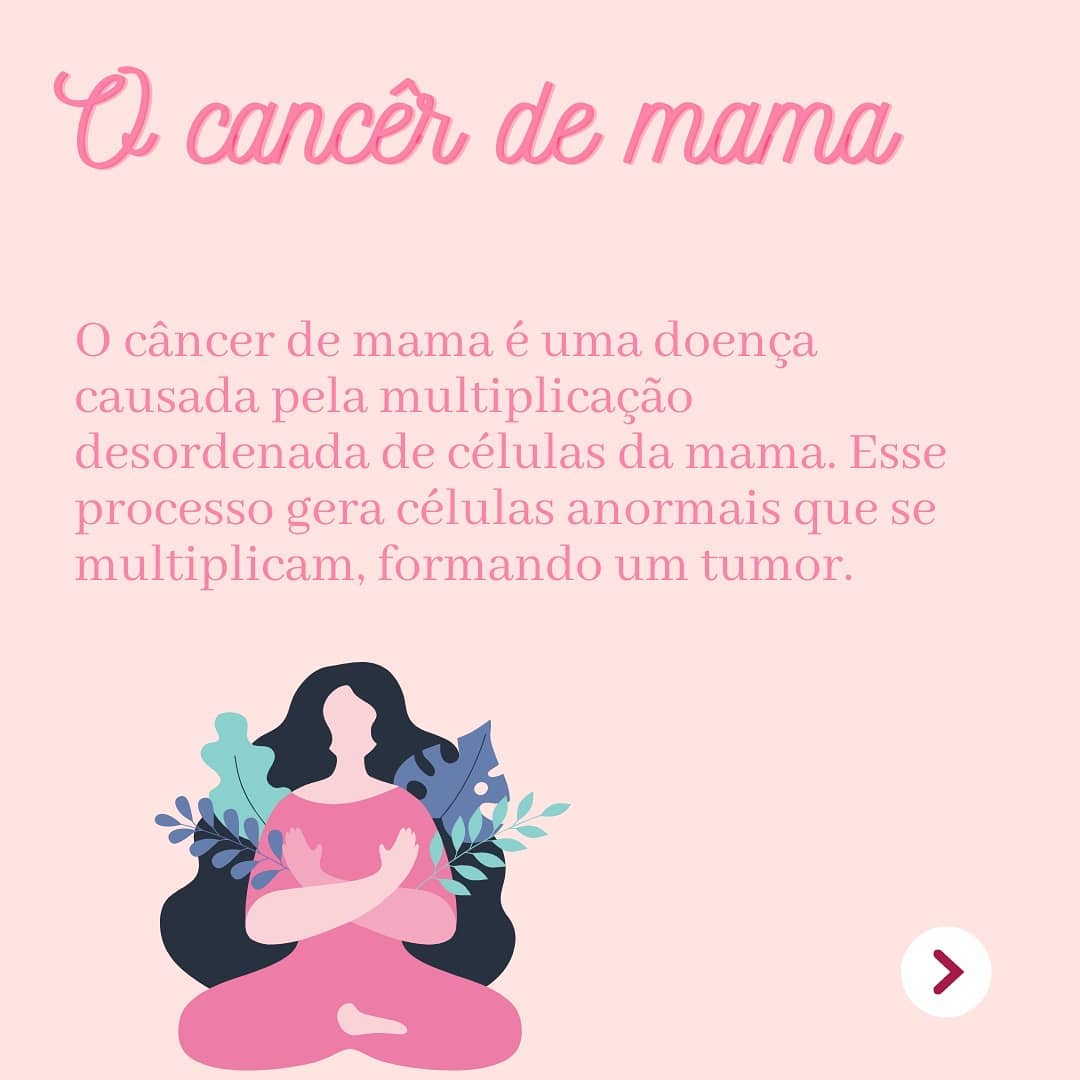 O cancêr de mama
O câncer de mama é uma doença
causada pela multiplicação
desordenada de células da mama. Esse
processo gera células anormais que se
multiplicam, formando um tumor.